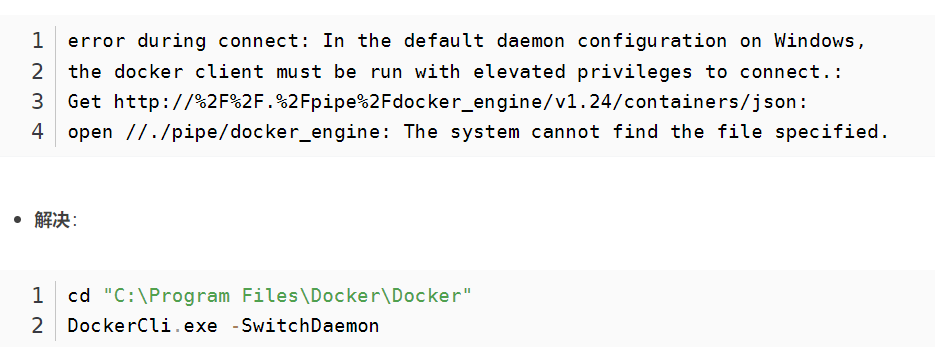 1 error during connect: In the default daemon configuration on Windows,
2 the docker client must be run with elevated privileges to connect.:
3 Get http://%2F%2F.%2Fpipe%2Fdocker_engine/v1.24/containers/json:
4 open //./pipe/docker_engine: The system cannot find the file specified.
• 解决:
1 cd "C:\Program Files\Docker\Docker"
2 DockerCli.exe -SwitchDaemon